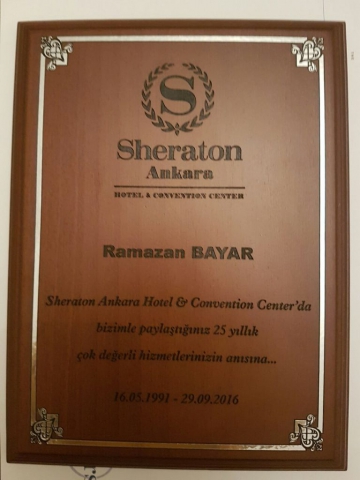 S
Sheraton
Ankara
HOTEL & CONVENTION CENTER
Ramazan BAYAR
Sheraton Ankara Hotel & Convention Center'da
bizimle paylaştığınız 25 yıllık
çok değerli hizmetlerinizin anısına...
16.05.1991 - 29.09.2016